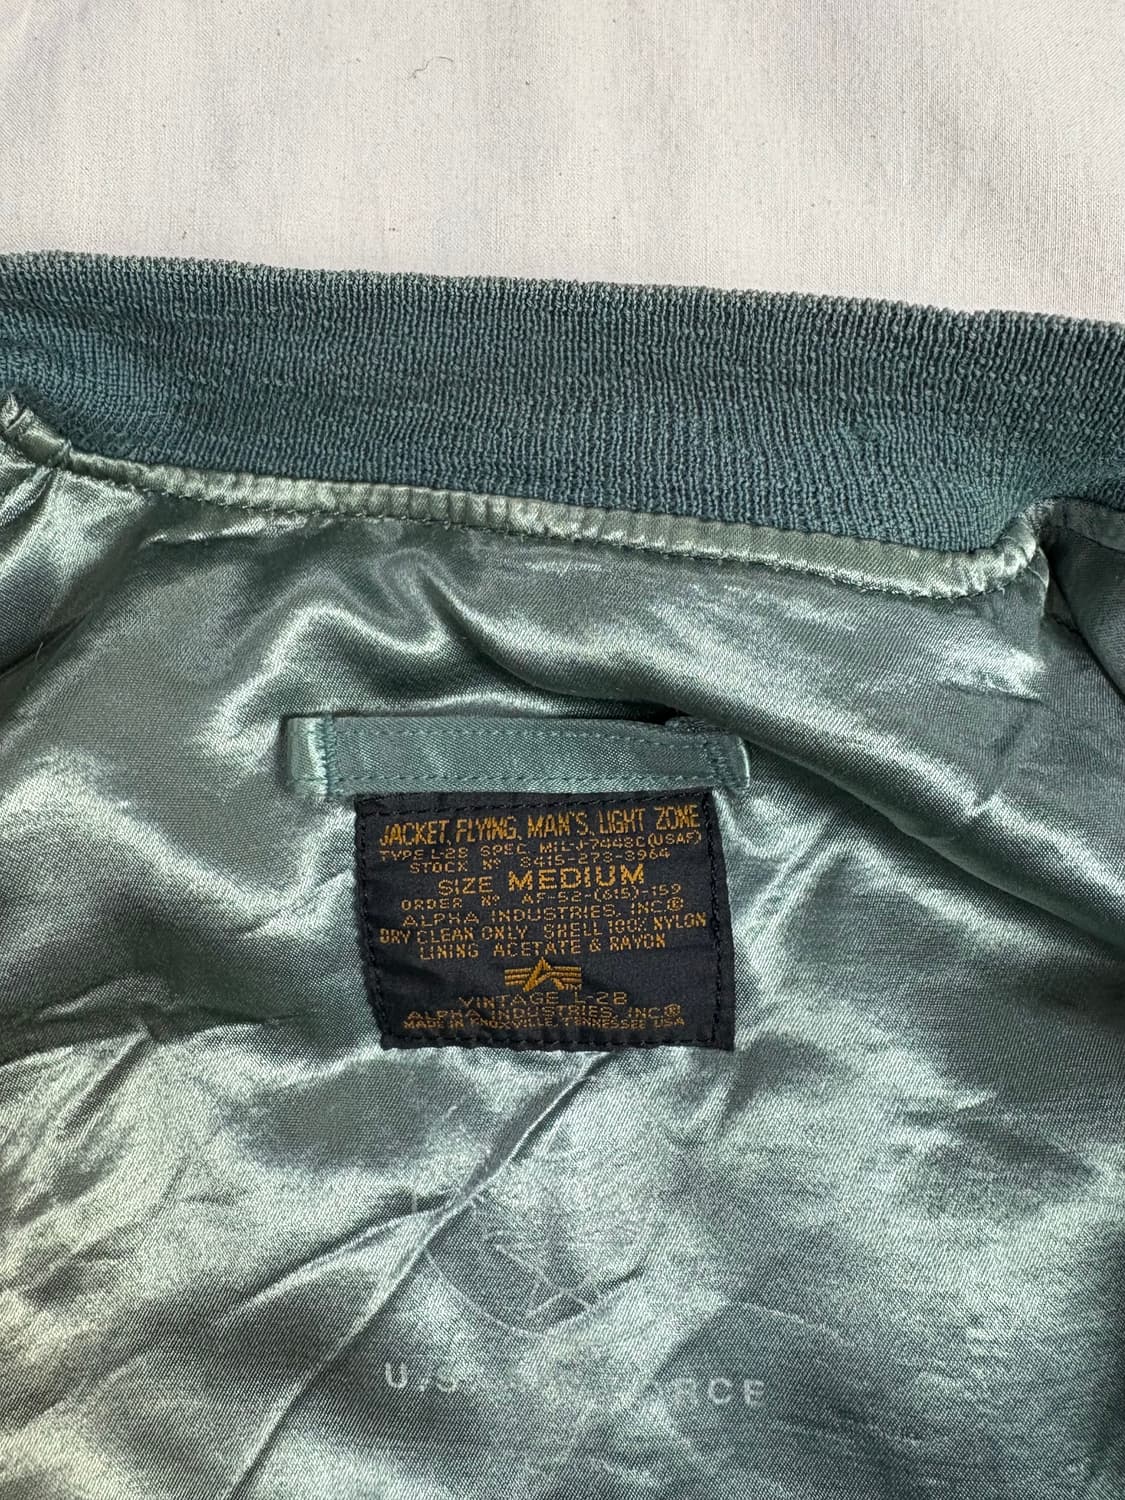 JACKET, FLYING, MAN'S, LIGHT ZONE
TYPE L-2B SPEC. MIL-J-7448C (USAF)
STOCK Nº 8415-273-8964
SIZE MEDIUM
ORDER Nº AF-52-(615)-159
ALPHA INDUSTRIES, INC®
DRY CLEAN ONLY SHELL 100% NYLON
LINING ACETATE & RAYON
VINTAGE L-2B
ALPHA INDUSTRIES, INC.®
MADE IN KNOXVILLE, TENNESSEE USA
U.S. RCE